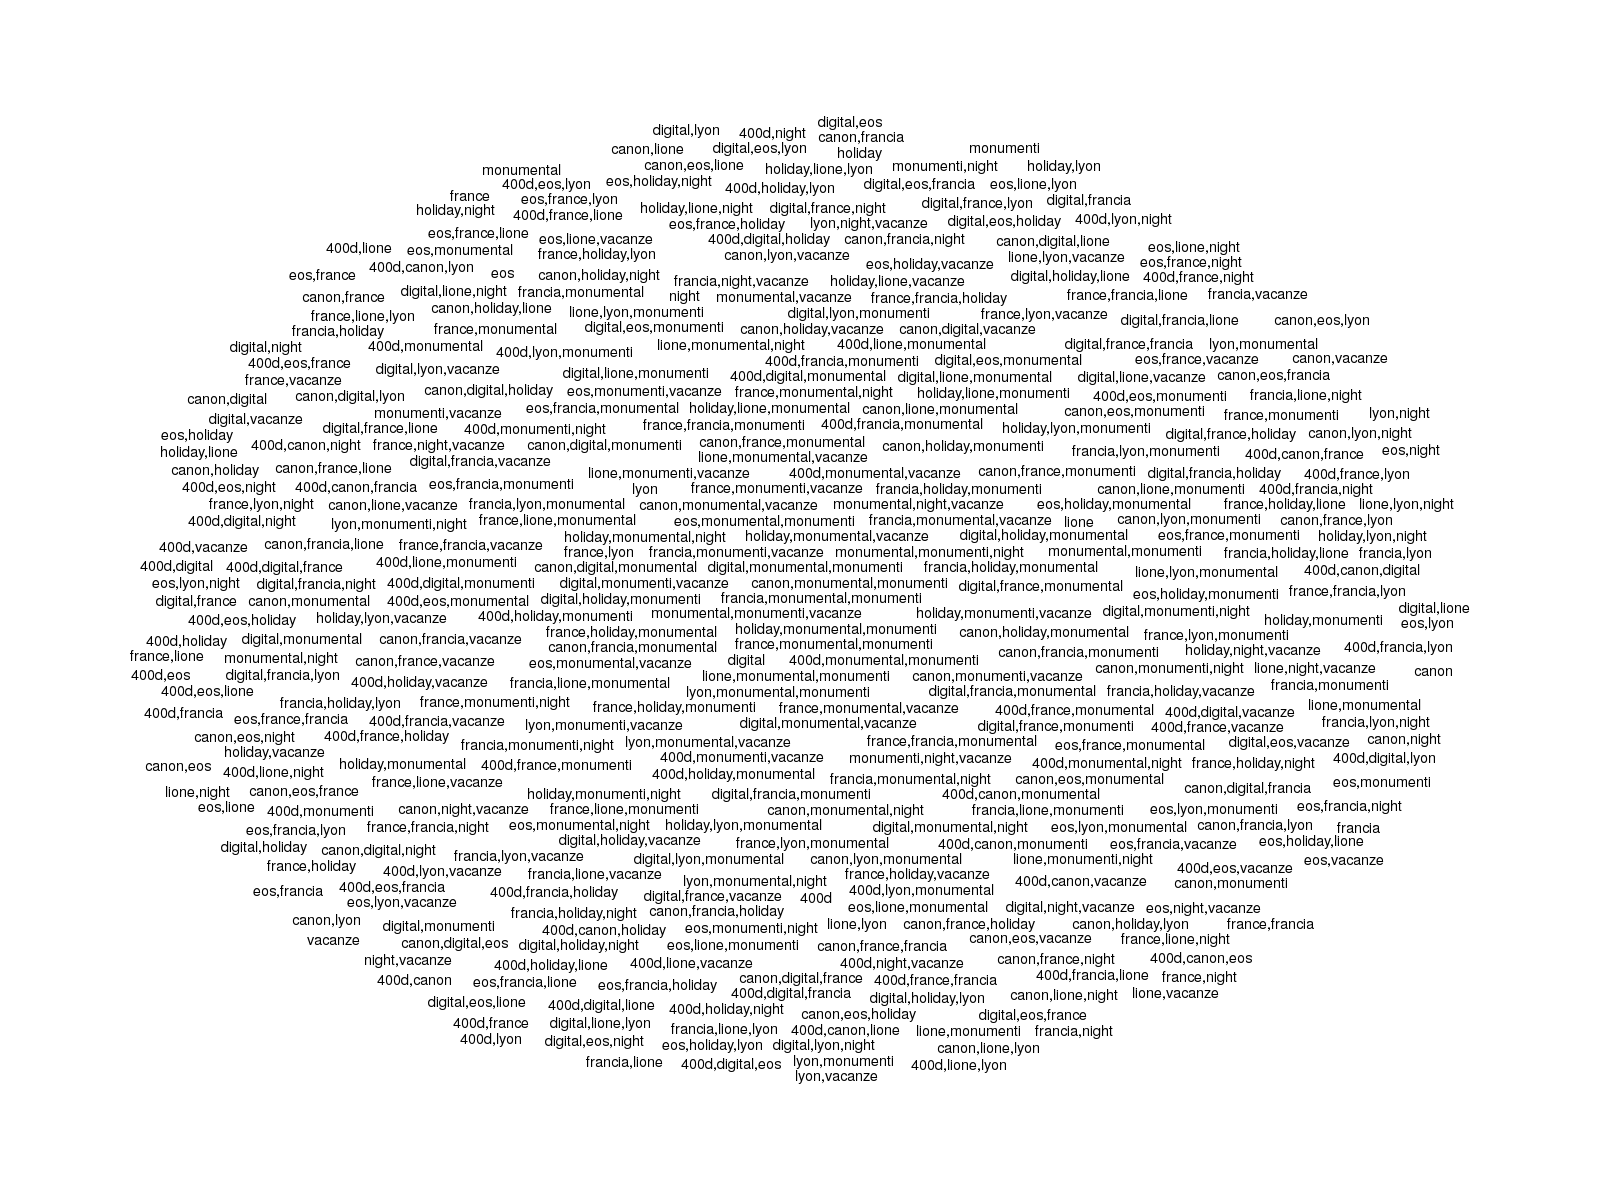 digital,eos
digital,lyon 400d,night canon,francia
canon,lione digital,eos,lyon holiday monumenti
monumental canon,eos,lione holiday,lione,lyon monumenti,night holiday,lyon
400d,eos,lyon eos,holiday,night 400d,holiday,lyon digital,eos,francia eos,lione,lyon
france eos,france,lyon digital,france,lyon digital,francia
holiday,night 400d,france,lione holiday,lione,night digital,france,night 400d,lyon,night
eos,france,holiday lyon,night,vacanze digital,eos,holiday
eos,france,lione eos,lione,vacanze 400d,digital,holiday canon,francia,night canon,digital,lione
400d,lione eos,monumental france,holiday,lyon canon,lyon,vacanze lione,lyon,vacanze eos,lione,night
eos,france 400d,canon,lyon eos canon,holiday,night eos,holiday,vacanze eos,france,night
francia,night,vacanze holiday,lione,vacanze digital,holiday,lione 400d,france,night
canon,france digital,lione,night francia,monumental night monumental,vacanze france,francia,holiday france,francia,lione francia,vacanze
france,lione,lyon canon,holiday,lione lione,lyon,monumenti digital,lyon,monumenti france,lyon,vacanze digital,francia,lione canon,eos,lyon
francia,holiday france,monumental digital,eos,monumenti canon,holiday,vacanze canon,digital,vacanze
digital,night 400d,monumental 400d,lyon,monumenti lione,monumental,night 400d,lione,monumental digital,france,francia lyon,monumental
400d,eos,france 400d,francia,monumenti digital,eos,monumental eos,france,vacanze canon,vacanze
france,vacanze digital,lyon,vacanze digital,lione,monumenti 400d,digital,monumental digital,lione,monumental digital,lione,vacanze canon,eos,francia
canon,digital canon,digital,lyon canon,digital,holiday eos,monumenti,vacanze france,monumental,night holiday,lione,monumenti 400d,eos,monumenti francia,lione,night
digital,vacanze monumenti,vacanze eos,francia,monumental holiday,lione,monumental canon,lione,monumental canon,eos,monumenti france,monumenti lyon,night
eos,holiday digital,france,lione 400d,monumenti,night france,francia,monumenti 400d,francia,monumental holiday,lyon,monumenti digital,france,holiday canon,lyon,night
holiday,lione 400d,canon,night france,night,vacanze canon,digital,monumenti canon,france,monumental canon,holiday,monumenti francia,lyon,monumenti 400d,canon,france eos,night
canon,holiday canon,france,lione digital,francia,vacanze lione,monumental,vacanze
lione,monumenti,vacanze 400d,monumental,vacanze canon,france,monumenti digital,francia,holiday 400d,france,lyon
400d,eos,night 400d,canon,francia eos,francia,monumenti lyon france,monumenti,vacanze francia,holiday,monumenti canon,lione,monumenti 400d,francia,night
france,lyon,night canon,lione,vacanze francia,lyon,monumental canon,monumental,vacanze monumental,night,vacanze eos,holiday,monumental france,holiday,lione lione,lyon,night
400d,digital,night lyon,monumenti,night france,lione,monumental eos,monumental,monumenti francia,monumental,vacanze lione canon,lyon,monumenti canon,france,lyon
holiday,monumental,night holiday,monumental,vacanze digital,holiday,monumental eos,france,monumenti holiday,lyon,night
400d,vacanze canon,francia,lione france,francia,vacanze france,lyon francia,monumenti,vacanze monumental,monumenti,night monumental,monumenti francia,holiday,lione francia,lyon
400d,digital 400d,digital,france 400d,lione,monumenti canon,digital,monumental digital,monumental,monumenti francia,holiday,monumental lione,lyon,monumental 400d,canon,digital
eos,lyon,night digital,francia,night 400d,digital,monumenti digital,monumenti,vacanze canon,monumental,monumenti digital,france,monumental france,francia,lyon
digital,france canon,monumental 400d,eos,monumental digital,holiday,monumenti francia,monumental,monumenti eos,holiday,monumenti
400d,eos,holiday holiday,lyon,vacanze 400d,holiday,monumenti monumental,monumenti,vacanze holiday,monumenti,vacanze digital,monumenti,night holiday,monumenti digital,lione
eos,lyon
400d,holiday digital,monumental canon,francia,vacanze france,holiday,monumental holiday,monumental,monumenti canon,holiday,monumental france,lyon,monumenti
canon,francia,monumental france,monumental,monumenti canon,francia,monumenti holiday,night,vacanze 400d,francia,lyon
france,lione monumental,night canon,france,vacanze eos,monumental,vacanze digital 400d,monumental,monumenti canon,monumenti,night lione,night,vacanze canon
400d,eos digital,francia,lyon 400d,holiday,vacanze francia,lione,monumental lione,monumental,monumenti canon,monumenti,vacanze francia,monumenti
400d,eos,lione lyon,monumental,monumenti digital,francia,monumental francia,holiday,vacanze
francia,holiday,lyon france,monumenti,night france,holiday,monumenti france,monumental,vacanze 400d,france,monumental 400d,digital,vacanze lione,monumental
400d,francia eos,france,francia 400d,francia,vacanze lyon,monumenti,vacanze digital,monumental,vacanze digital,france,monumenti 400d,france,vacanze francia,lyon,night
canon,eos,night 400d,france,holiday francia,monumenti,night lyon,monumental,vacanze france,francia,monumental eos,france,monumental digital,eos,vacanze canon,night
holiday,vacanze 400d,monumenti,vacanze monumenti,night,vacanze 400d,digital,lyon
canon,eos 400d,lione,night holiday,monumental 400d,france,monumenti 400d,holiday,monumental 400d,monumental,night france,holiday,night
lione,night canon,eos,france france,lione,vacanze francia,monumental,night canon,eos,monumental canon,digital,francia eos,monumenti
holiday,monumenti,night digital,francia,monumenti 400d,canon,monumental
eos,lione 400d,monumenti canon,night,vacanze france,lione,monumenti canon,monumental,night francia,lione,monumenti eos,lyon,monumenti eos,francia,night
eos,francia,lyon france,francia,night eos,monumental,night holiday,lyon,monumental digital,monumental,night eos,lyon,monumental canon,francia,lyon francia
digital,holiday canon,digital,night digital,holiday,vacanze france,lyon,monumental 400d,canon,monumenti eos,francia,vacanze eos,holiday,lione
france,holiday francia,lyon,vacanze digital,lyon,monumental canon,lyon,monumental lione,monumenti,night eos,vacanze
400d,lyon,vacanze francia,lione,vacanze france,holiday,vacanze 400d,eos,vacanze
eos,francia 400d,eos,francia 400d,francia,holiday lyon,monumental,night 400d,lyon,monumental 400d,canon,vacanze canon,monumenti
eos,lyon,vacanze digital,france,vacanze 400d
francia,holiday,night canon,francia,holiday eos,lione,monumental digital,night,vacanze eos,night,vacanze
canon,lyon digital,monumenti 400d,canon,holiday eos,monumenti,night lione,lyon canon,france,holiday canon,holiday,lyon france,francia
vacanze canon,digital,eos digital,holiday,night eos,lione,monumenti canon,france,francia canon,eos,vacanze france,lione,night
night,vacanze 400d,holiday,lione 400d,lione,vacanze 400d,night,vacanze canon,france,night 400d,canon,eos
400d,canon eos,francia,lione eos,francia,holiday canon,digital,france 400d,france,francia 400d,francia,lione france,night
digital,eos,lione 400d,digital,lione 400d,digital,francia digital,holiday,lyon canon,lione,night lione,vacanze
400d,holiday,night canon,eos,holiday digital,eos,france
400d,france digital,lione,lyon francia,lione,lyon 400d,canon,lione lione,monumenti francia,night
400d,lyon digital,eos,night eos,holiday,lyon digital,lyon,night canon,lione,lyon
francia,lione 400d,digital,eos lyon,monumenti 400d,lione,lyon
lyon,vacanze